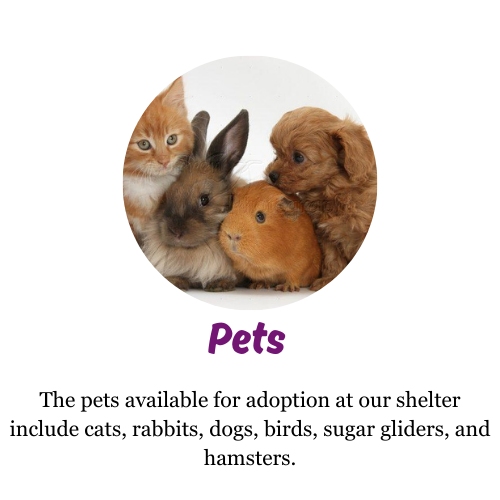 Pets
The pets available for adoption at our shelter
include cats, rabbits, dogs, birds, sugar gliders, and
hamsters.